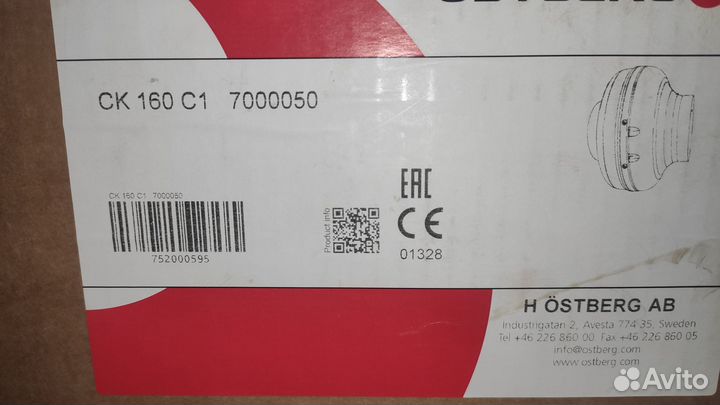 ÖSTBERG
CK 160 C1 7000050
CK 160 C1 7000050
752000595
Product info
EAC
CE
01328
H ÖSTBERG AB
Industrigatan 2, Avesta 774 35, Sweden
Tel +46 226 860 00 Fax +46 226 860 05
info@ostberg.com
www.ostberg.com
Avito